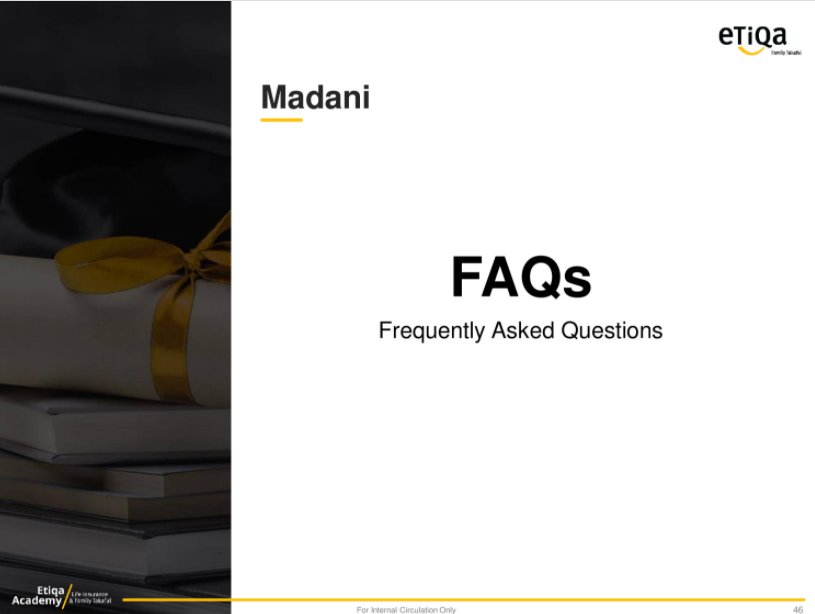 eTiQa
Family Takaful
Madani
FAQs
Frequently Asked Questions
Etiqa
Academy
Life Insurance
& Family Takaful
For Internal Circulation Only
46